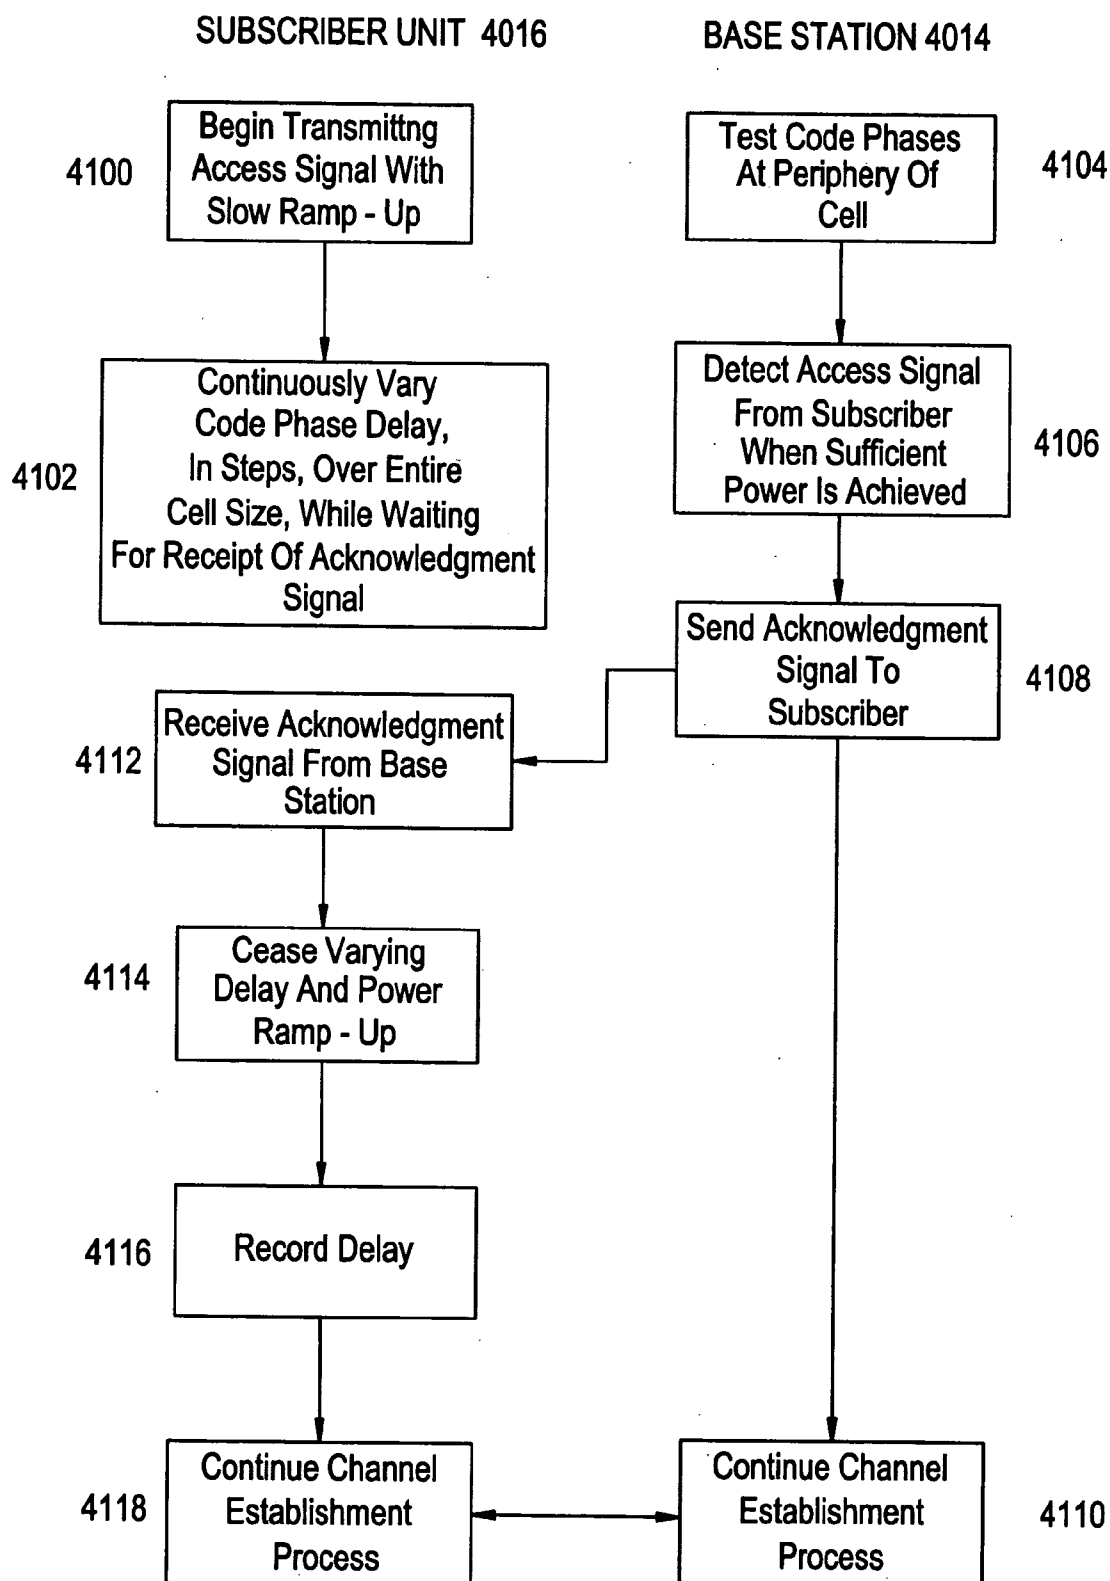 SUBSCRIBER UNIT 4016
BASE STATION 4014
4100
Begin Transmittng
Access Signal With
Slow Ramp - Up
Test Code Phases
At Periphery Of
Cell
4104
4102
Continuously Vary
Code Phase Delay,
In Steps, Over Entire
Cell Size, While Waiting
For Receipt Of Acknowledgment
Signal
Detect Access Signal
From Subscriber
When Sufficient
Power Is Achieved
4106
Send Acknowledgment
Signal To
Subscriber
4108
4112
Receive Acknowledgment
Signal From Base
Station
4114
Cease Varying
Delay And Power
Ramp - Up
4116
Record Delay
4118
Continue Channel
Establishment
Process
Continue Channel
Establishment
Process
4110